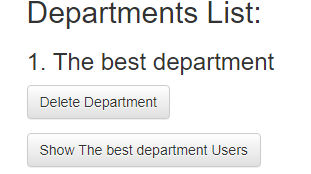 Departments List:
1. The best department
Delete Department
Show The best department Users